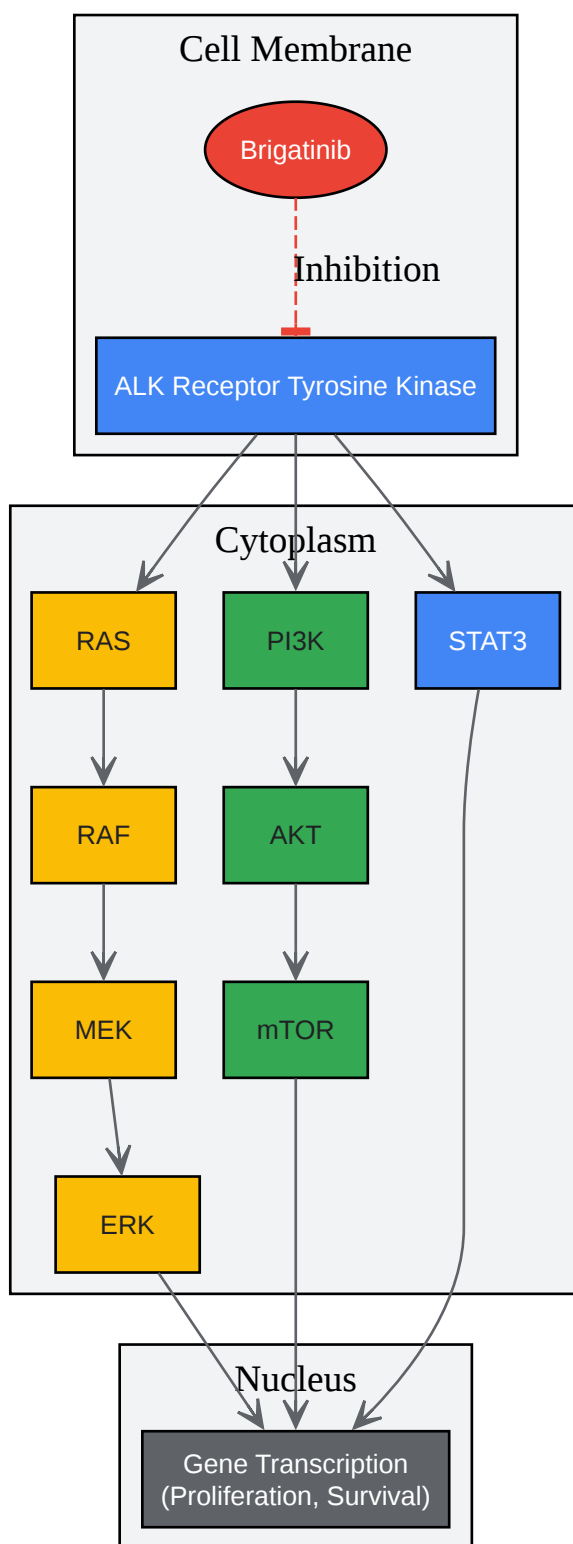 Cell Membrane
Brigatinib
Inhibition
ALK Receptor Tyrosine Kinase
Cytoplasm
RAS
PI3K
STAT3
RAF
AKT
MEK
mTOR
ERK
Nucleus
Gene Transcription
(Proliferation, Survival)